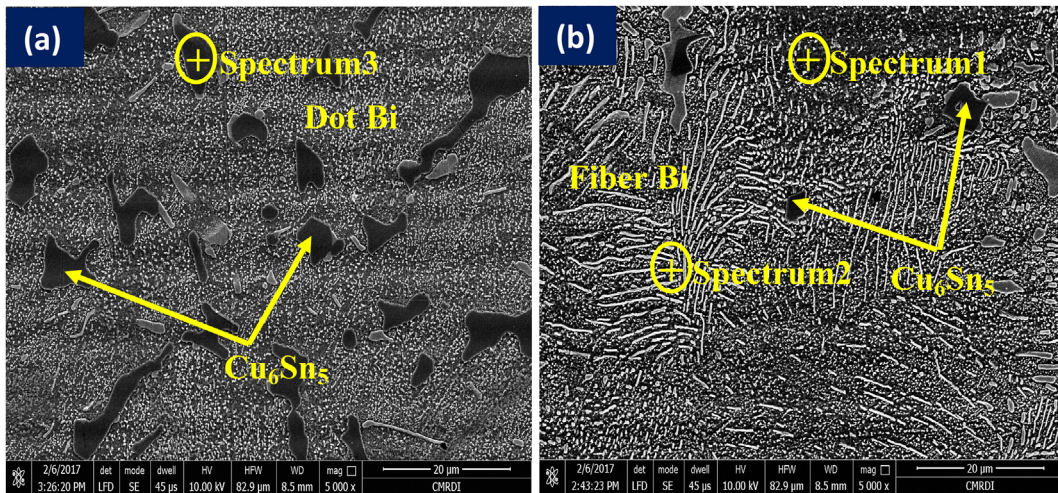 (a)
Spectrum3
Dot Bi
Cu₆Sn₅
2/6/2017 det mode dwell HV HFW WD mag 20 µm
3:26:20 PM LFD SE 45 µs 10.00 kV 82.9 µm 8.5 mm 5 000 x CMRDI
(b)
Spectrum1
Fiber Bi
Spectrum2
Cu₆Sn₅
2/6/2017 det mode dwell HV HFW WD mag 20 µm
2:43:23 PM LFD SE 45 µs 10.00 kV 82.9 µm 8.5 mm 5 000 x CMRDI